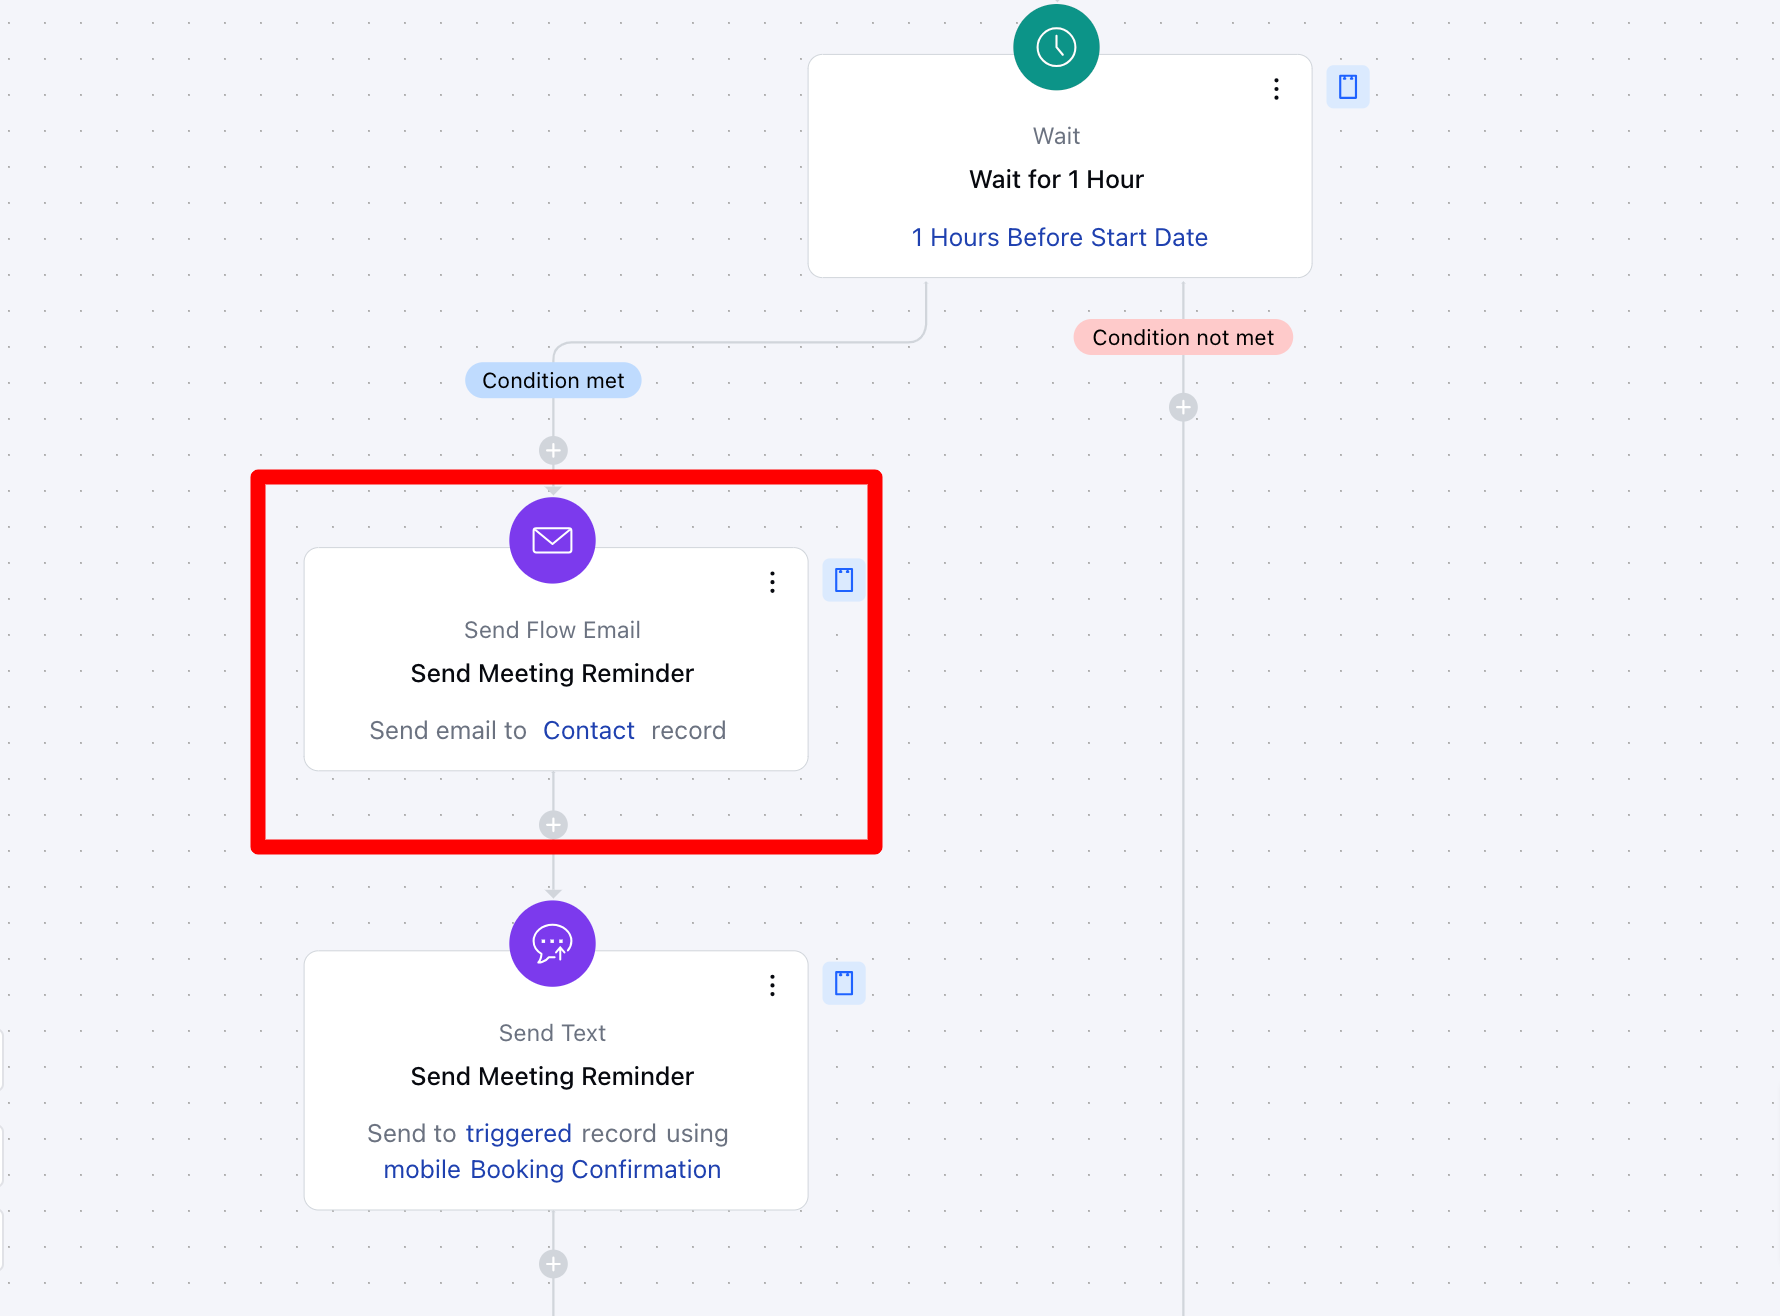 Wait
Wait for 1 Hour
1 Hours Before Start Date
Condition not met
Condition met
Send Flow Email
Send Meeting Reminder
Send email to Contact record
Send Text
Send Meeting Reminder
Send to triggered record using
mobile Booking Confirmation